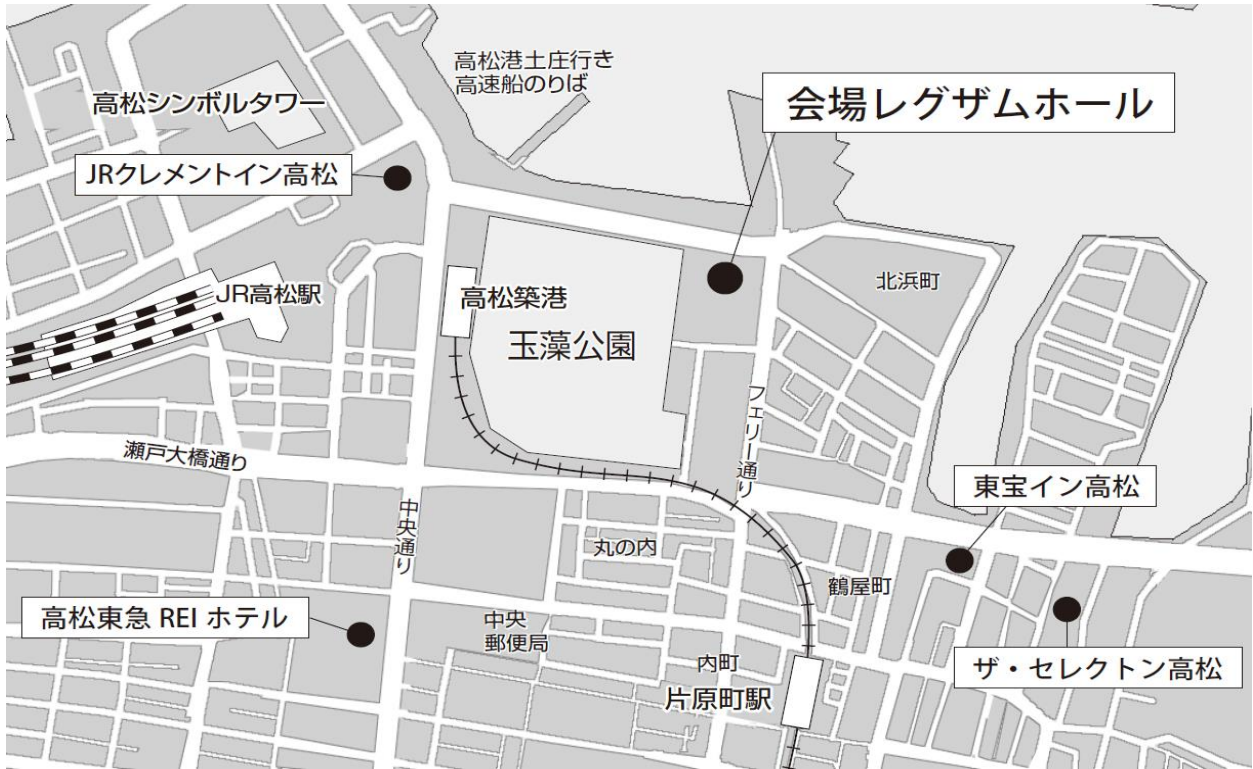 高松港土庄行き
高速船のりば
会場レグザムホール
高松シンボルタワー
JRクレメントイン高松
北浜町
JR高松駅
高松築港
玉藻公園
フェリー通り
瀬戸大橋通り
東宝イン高松
中央通り
丸の内
鶴屋町
高松東急 REI ホテル
中央
郵便局
内町
ザ・セレクトン高松
片原町駅